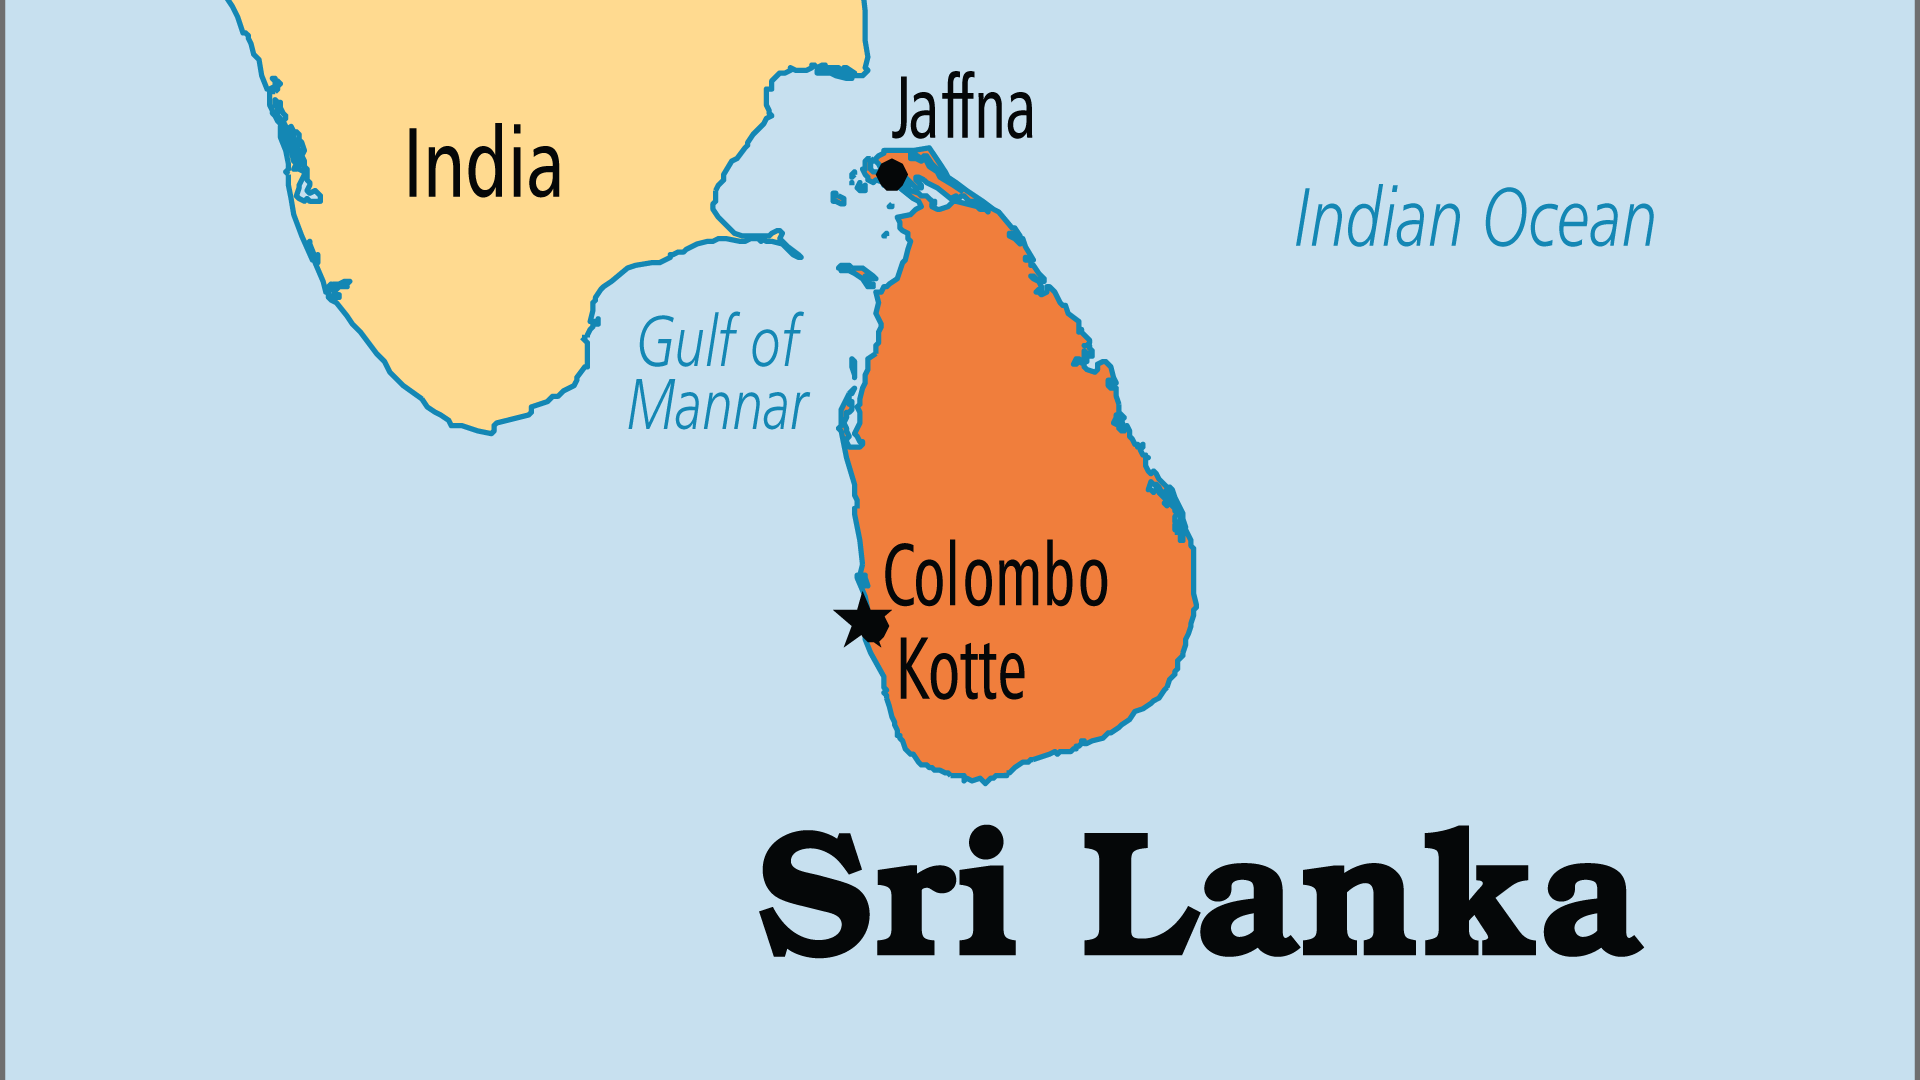 Jaffna
India
Indian Ocean
Gulf of
Mannar
Colombo
Kotte
Sri Lanka